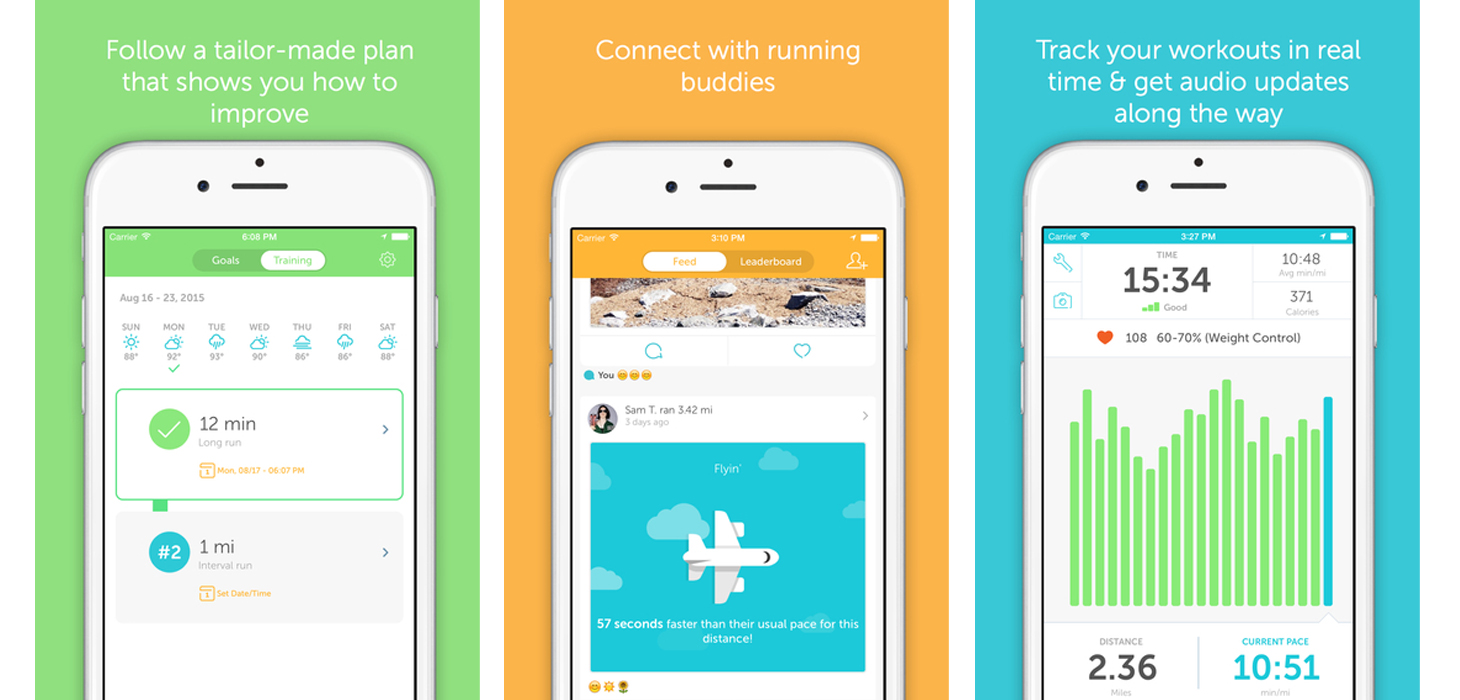 Follow a tailor-made plan
that shows you how to
improve
Carrier 6:08 PM
Goals Training
Aug 16 - 23, 2015
SUN MON TUE WED THU FRI SAT
88° 92° 93° 90° 86° 86° 88°
12 min
Long run
1 Mon, 08/17 - 06:07 PM
#2 1 mi
Interval run
1 Set Date/Time
Connect with running
buddies
Carrier 3:10 PM
Feed Leaderboard
You
Sam T. ran 3.42 mi
3 days ago
Flyin'
57 seconds faster than their usual pace for this
distance!
Track your workouts in real
time & get audio updates
along the way
Carrier 3:27 PM
TIME
15:34
Good
10:48
Avg min/mi
371
Calories
108 60-70% (Weight Control)
DISTANCE
2.36
Miles
CURRENT PACE
10:51
min/mi